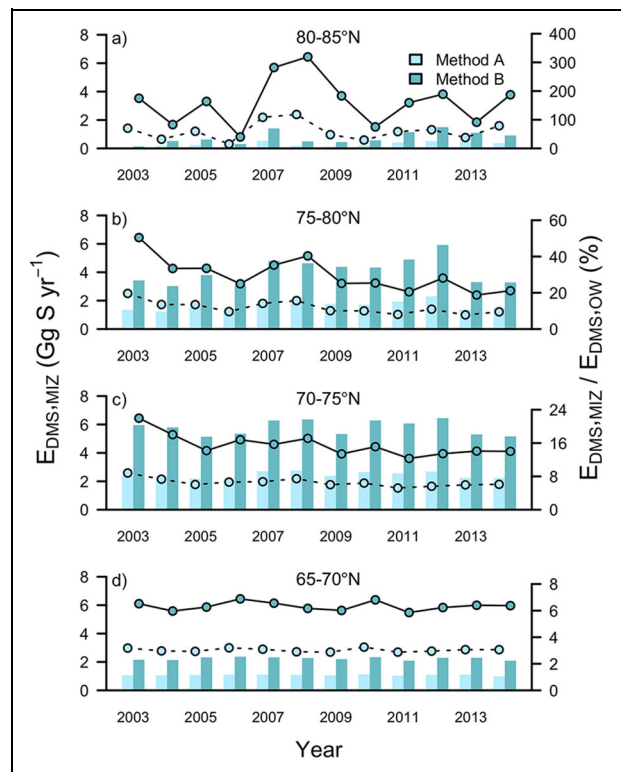 a) 80-85°N
Method A
Method B
8 6 4 2 0
400 300 200 100 0
2003 2005 2007 2009 2011 2013
b) 75-80°N
8 6 4 2 0
60 40 20 0
2003 2005 2007 2009 2011 2013
c) 70-75°N
8 6 4 2 0
24 16 8 0
2003 2005 2007 2009 2011 2013
d) 65-70°N
8 6 4 2 0
8 6 4 2 0
2003 2005 2007 2009 2011 2013
Year
E_DMS,MIZ (Gg S yr⁻¹)
E_DMS,MIZ / E_DMS,OW (%)